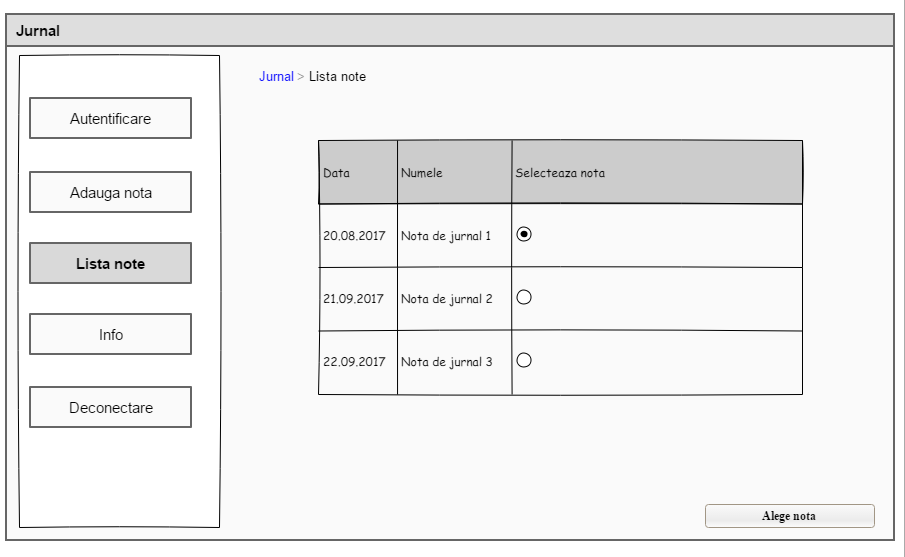 Jurnal
Autentificare
Adauga nota
Lista note
Info
Deconectare
Jurnal > Lista note
Data Numele Selecteaza nota
20.08.2017 Nota de jurnal 1
21.09.2017 Nota de jurnal 2
22.09.2017 Nota de jurnal 3
Alege nota